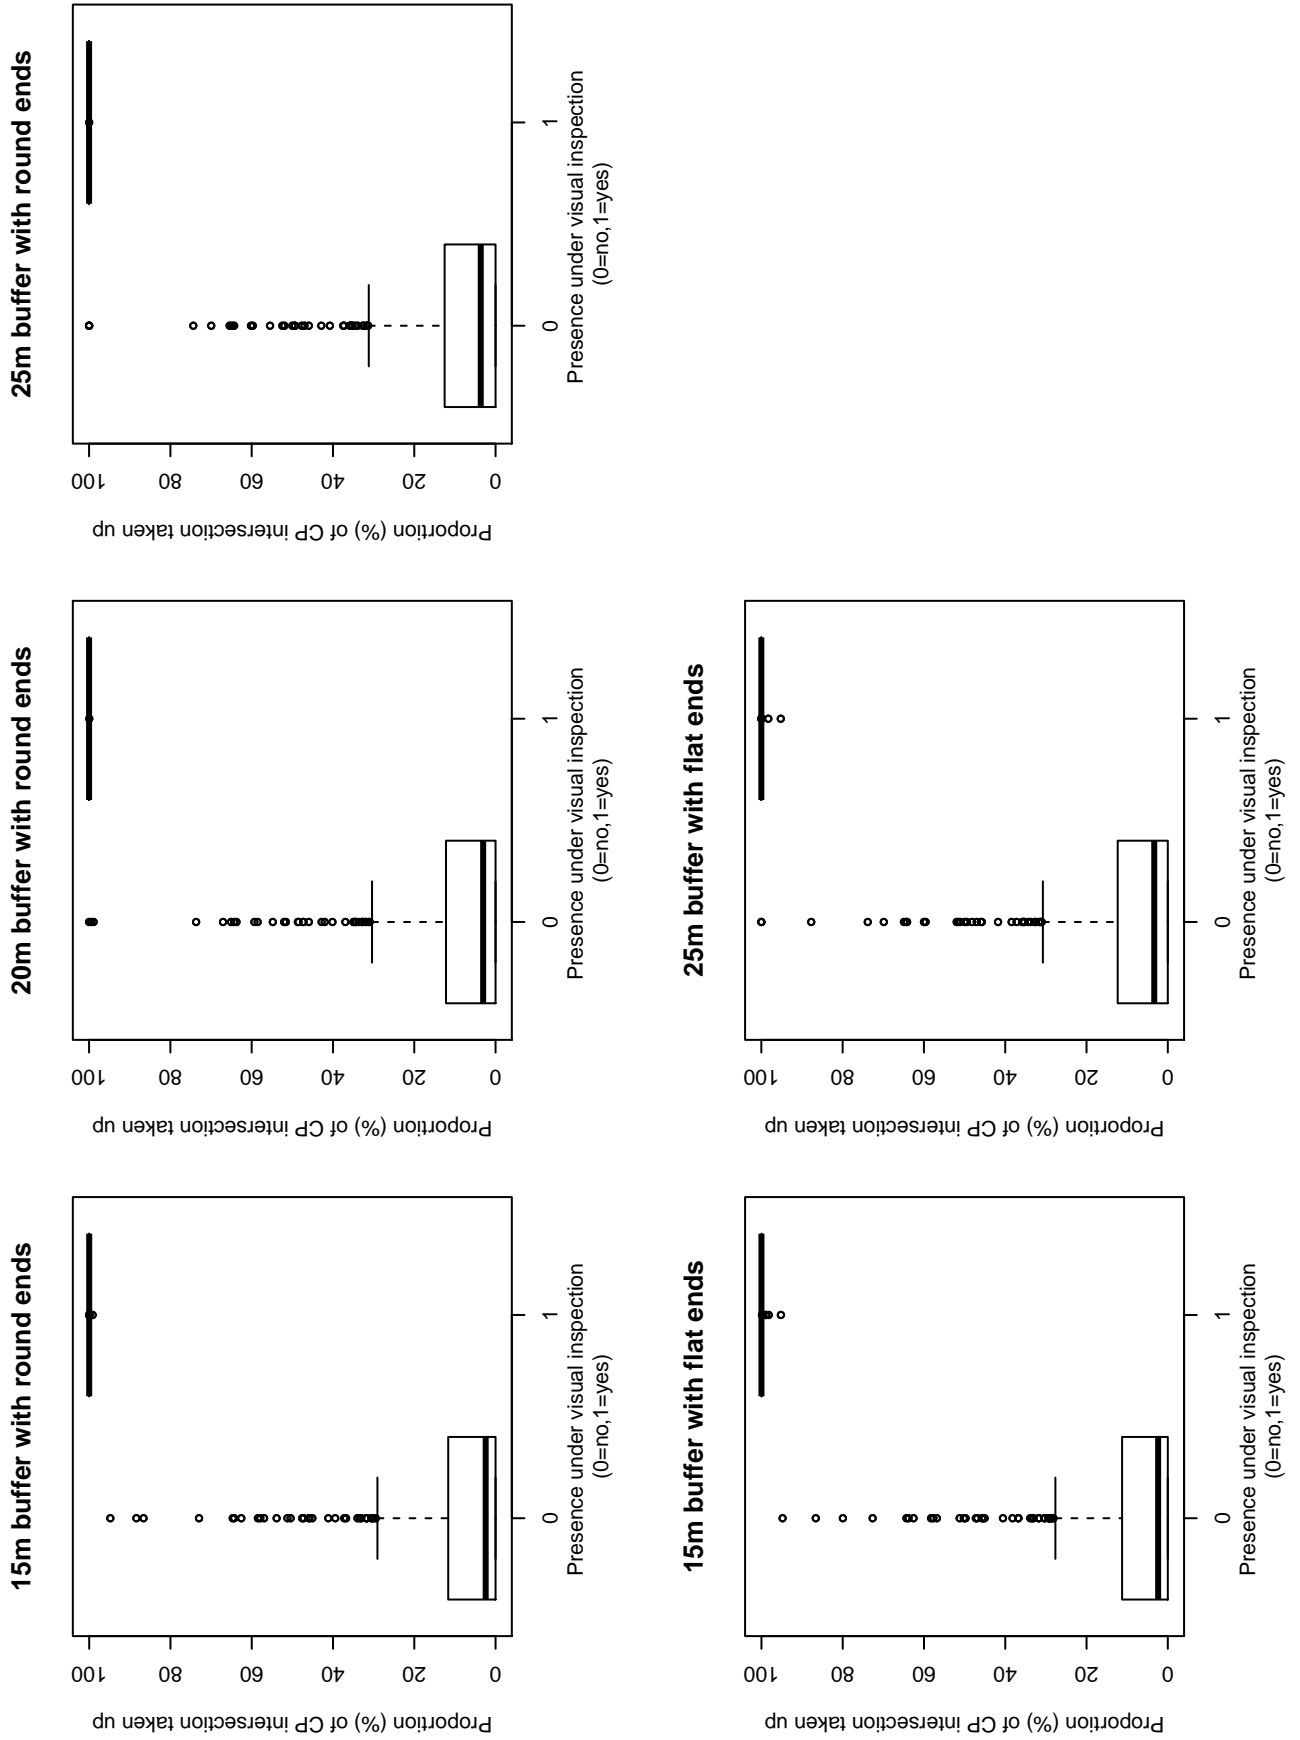 15m buffer with round ends
Proportion (%) of CP intersection taken up
0 20 40 60 80 100
0 1
Presence under visual inspection
(0=no,1=yes)
20m buffer with round ends
Proportion (%) of CP intersection taken up
0 20 40 60 80 100
0 1
Presence under visual inspection
(0=no,1=yes)
25m buffer with round ends
Proportion (%) of CP intersection taken up
0 20 40 60 80 100
0 1
Presence under visual inspection
(0=no,1=yes)
15m buffer with flat ends
Proportion (%) of CP intersection taken up
0 20 40 60 80 100
0 1
Presence under visual inspection
(0=no,1=yes)
25m buffer with flat ends
Proportion (%) of CP intersection taken up
0 20 40 60 80 100
0 1
Presence under visual inspection
(0=no,1=yes)